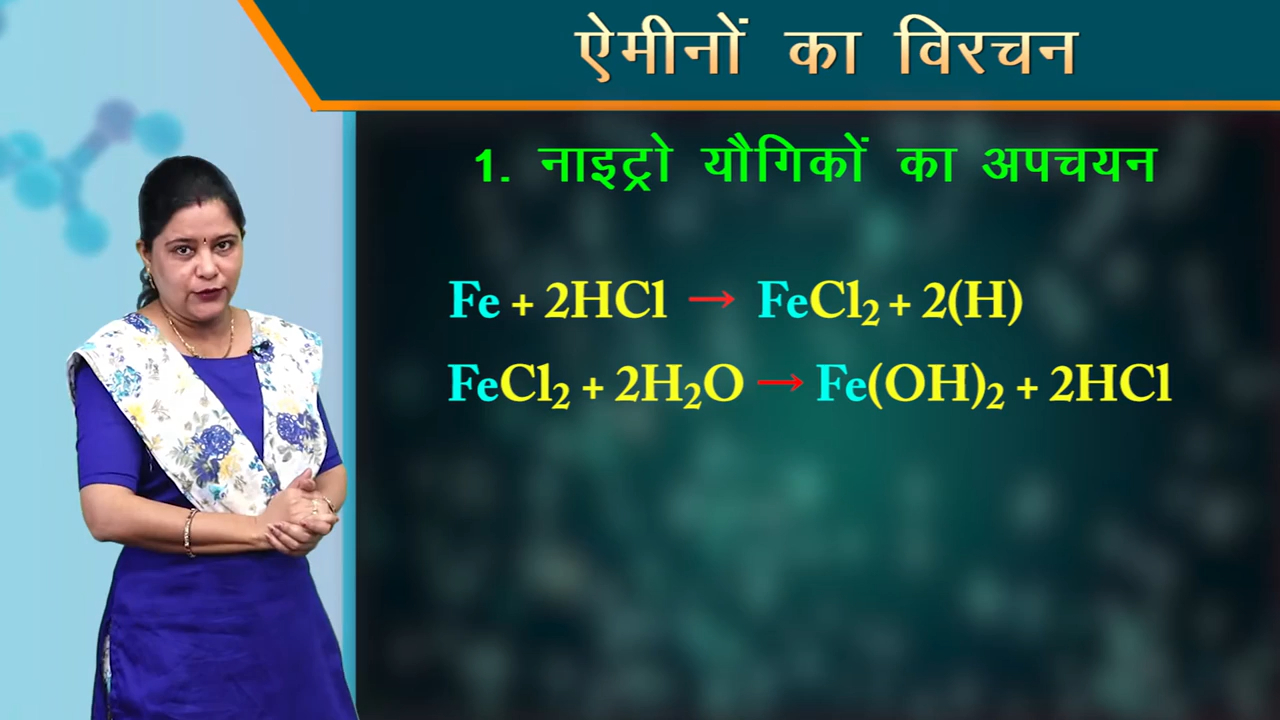 ऐमीनों का विरचन
1. नाइट्रो यौगिकों का अपचयन
Fe + 2HCl → FeCl₂ + 2(H)
FeCl₂ + 2H₂O → Fe(OH)₂ + 2HCl